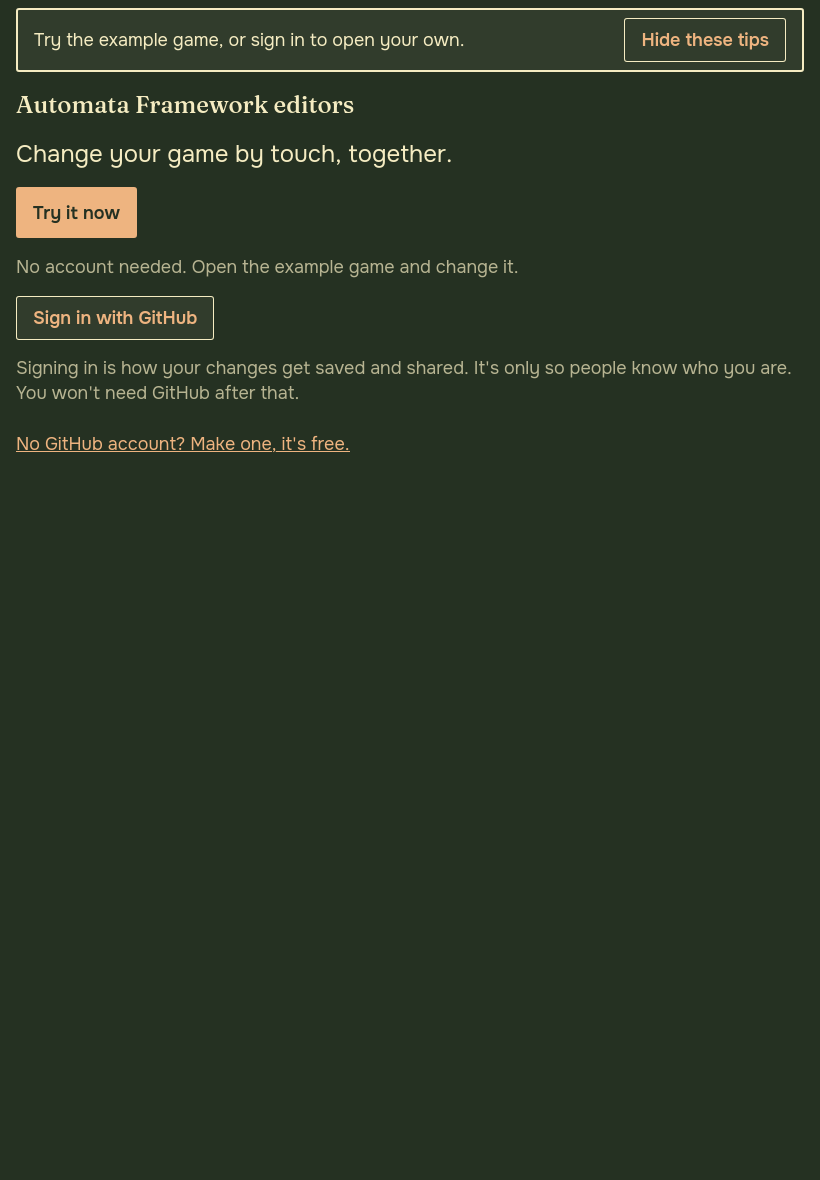 Try the example game, or sign in to open your own.
Hide these tips
Automata Framework editors
Change your game by touch, together.
Try it now
No account needed. Open the example game and change it.
Sign in with GitHub
Signing in is how your changes get saved and shared. It's only so people know who you are.
You won't need GitHub after that.
No GitHub account? Make one, it's free.